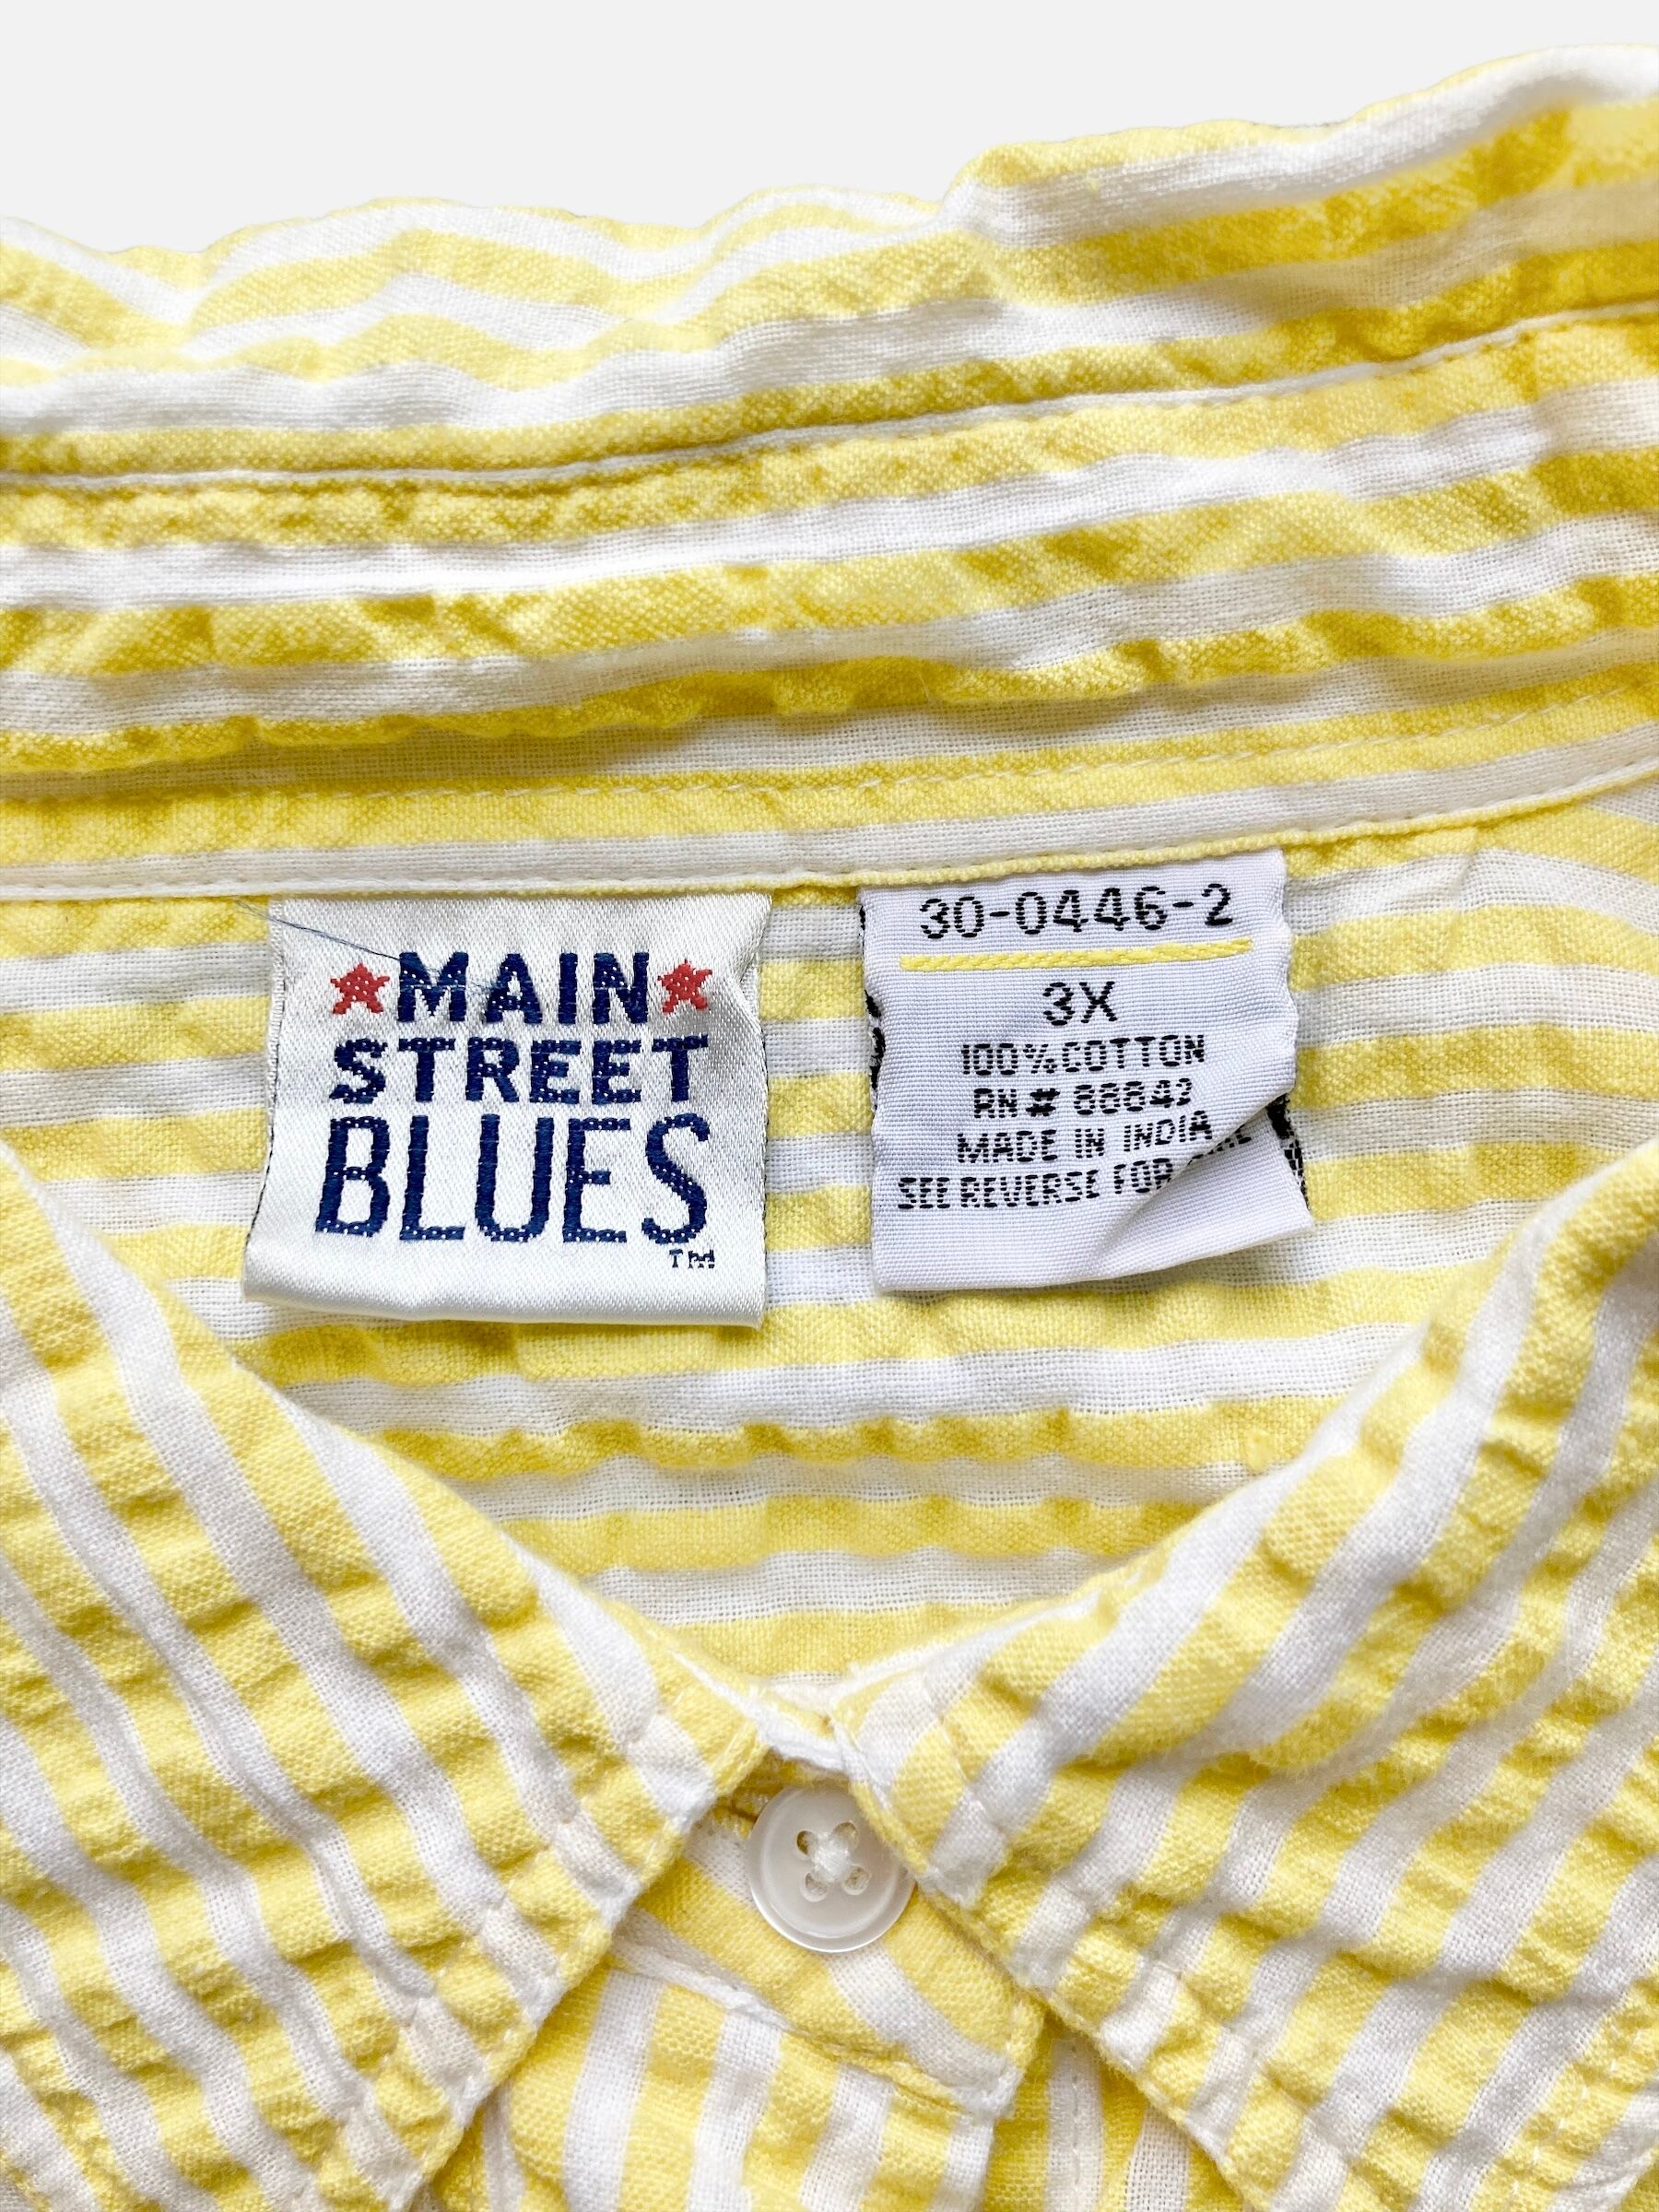 MAIN
STREET
BLUES
TM
30-0446-2
3X
100% COTTON
RN # 88842
MADE IN INDIA
SEE REVERSE FOR